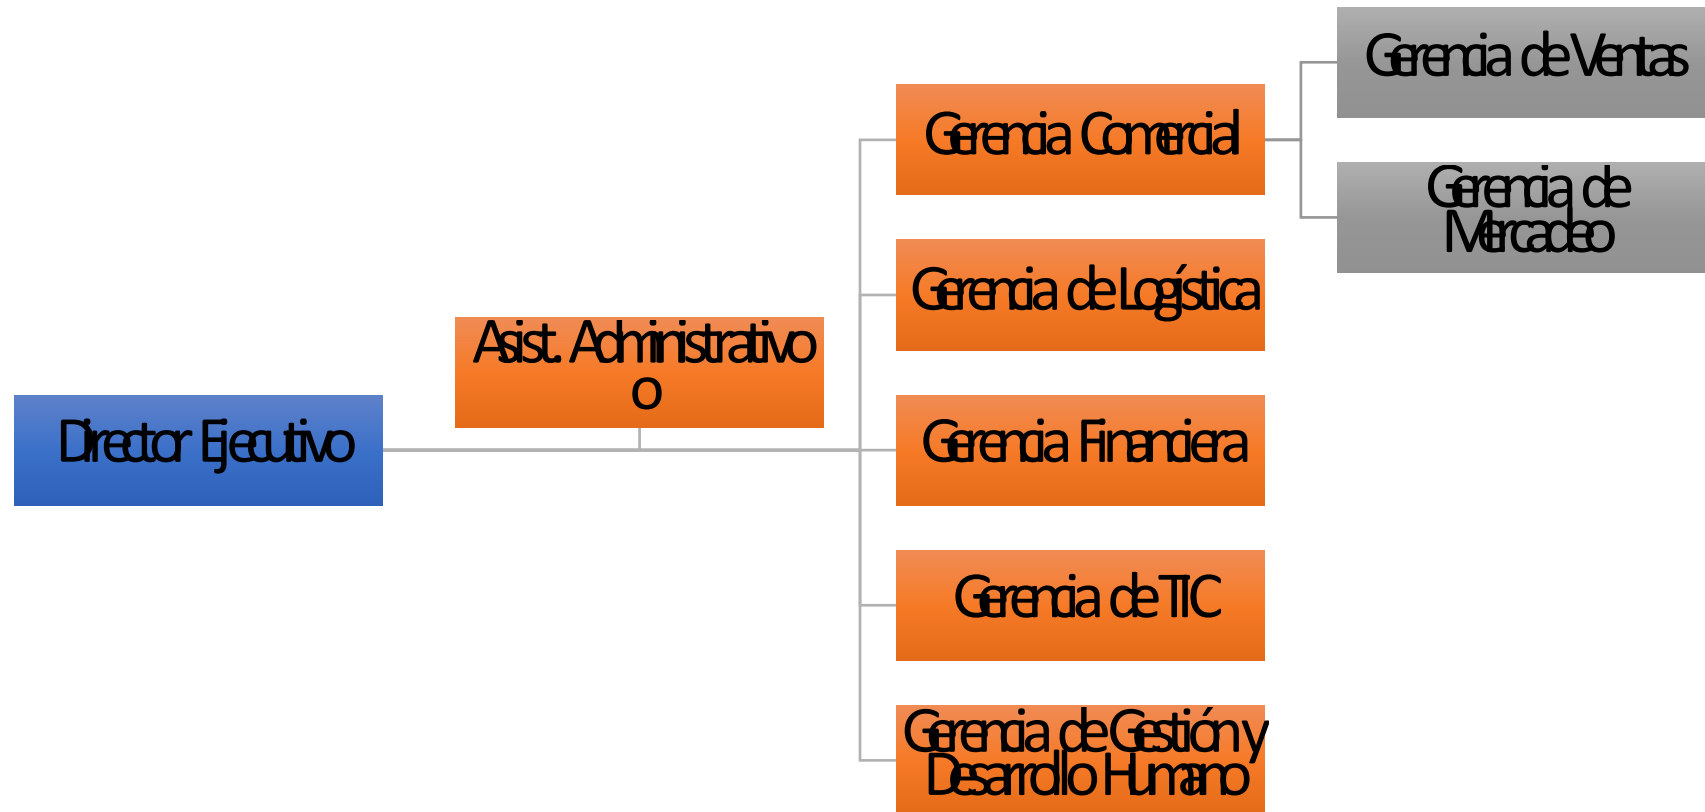 Gerencia de Ventas
Gerencia Comercial
Gerencia de
Mercadeo
Gerencia de Logística
Asist. Administrativo
o
Director Ejecutivo
Gerencia Financiera
Gerencia de TIC
Gerencia de Gestión y
Desarrollo Humano